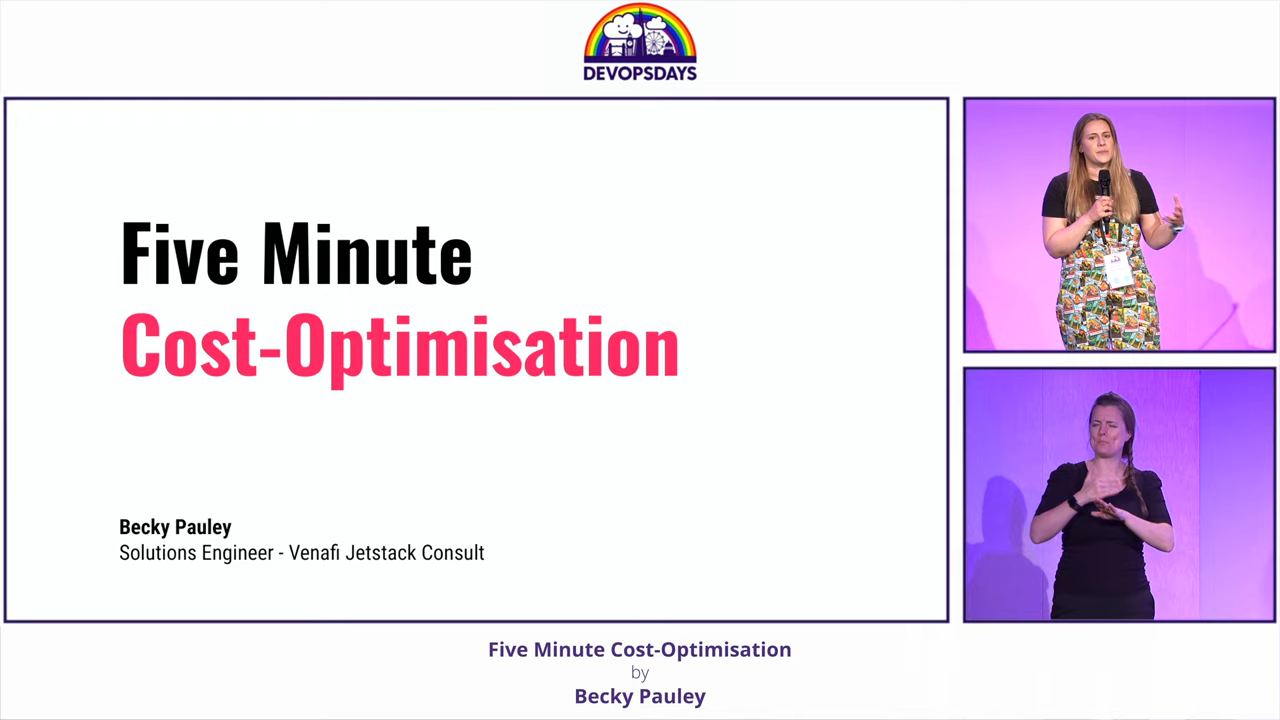 DEVOPSDAYS
Five Minute
Cost-Optimisation
Becky Pauley
Solutions Engineer - Venafi Jetstack Consult
Five Minute Cost-Optimisation
by
Becky Pauley